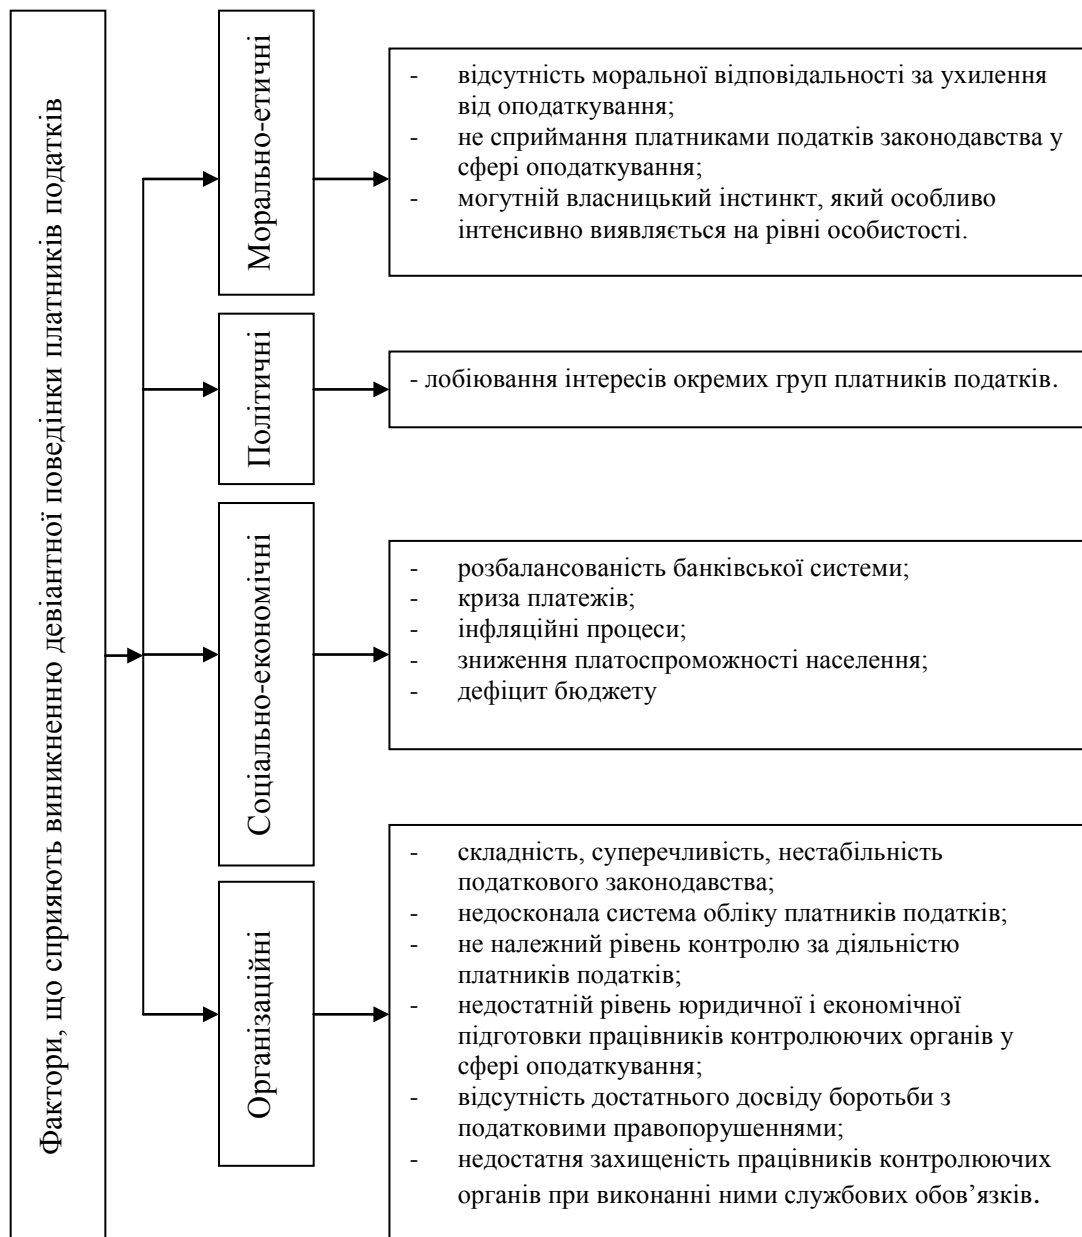 Фактори, що сприяють виникненню девіантної поведінки платників податків
Морально-етичні
- відсутність моральної відповідальності за ухилення
від оподаткування;
- не сприймання платниками податків законодавства у
сфері оподаткування;
- могутній власницький інстинкт, який особливо
інтенсивно виявляється на рівні особистості.
Політичні
- лобіювання інтересів окремих груп платників податків.
Соціально-економічні
- розбалансованість банківської системи;
- криза платежів;
- інфляційні процеси;
- зниження платоспроможності населення;
- дефіцит бюджету
Організаційні
- складність, суперечливість, нестабільність
податкового законодавства;
- недосконала система обліку платників податків;
- не належний рівень контролю за діяльністю
платників податків;
- недостатній рівень юридичної і економічної
підготовки працівників контролюючих органів у
сфері оподаткування;
- відсутність достатнього досвіду боротьби з
податковими правопорушеннями;
- недостатня захищеність працівників контролюючих
органів при виконанні ними службових обов’язків.